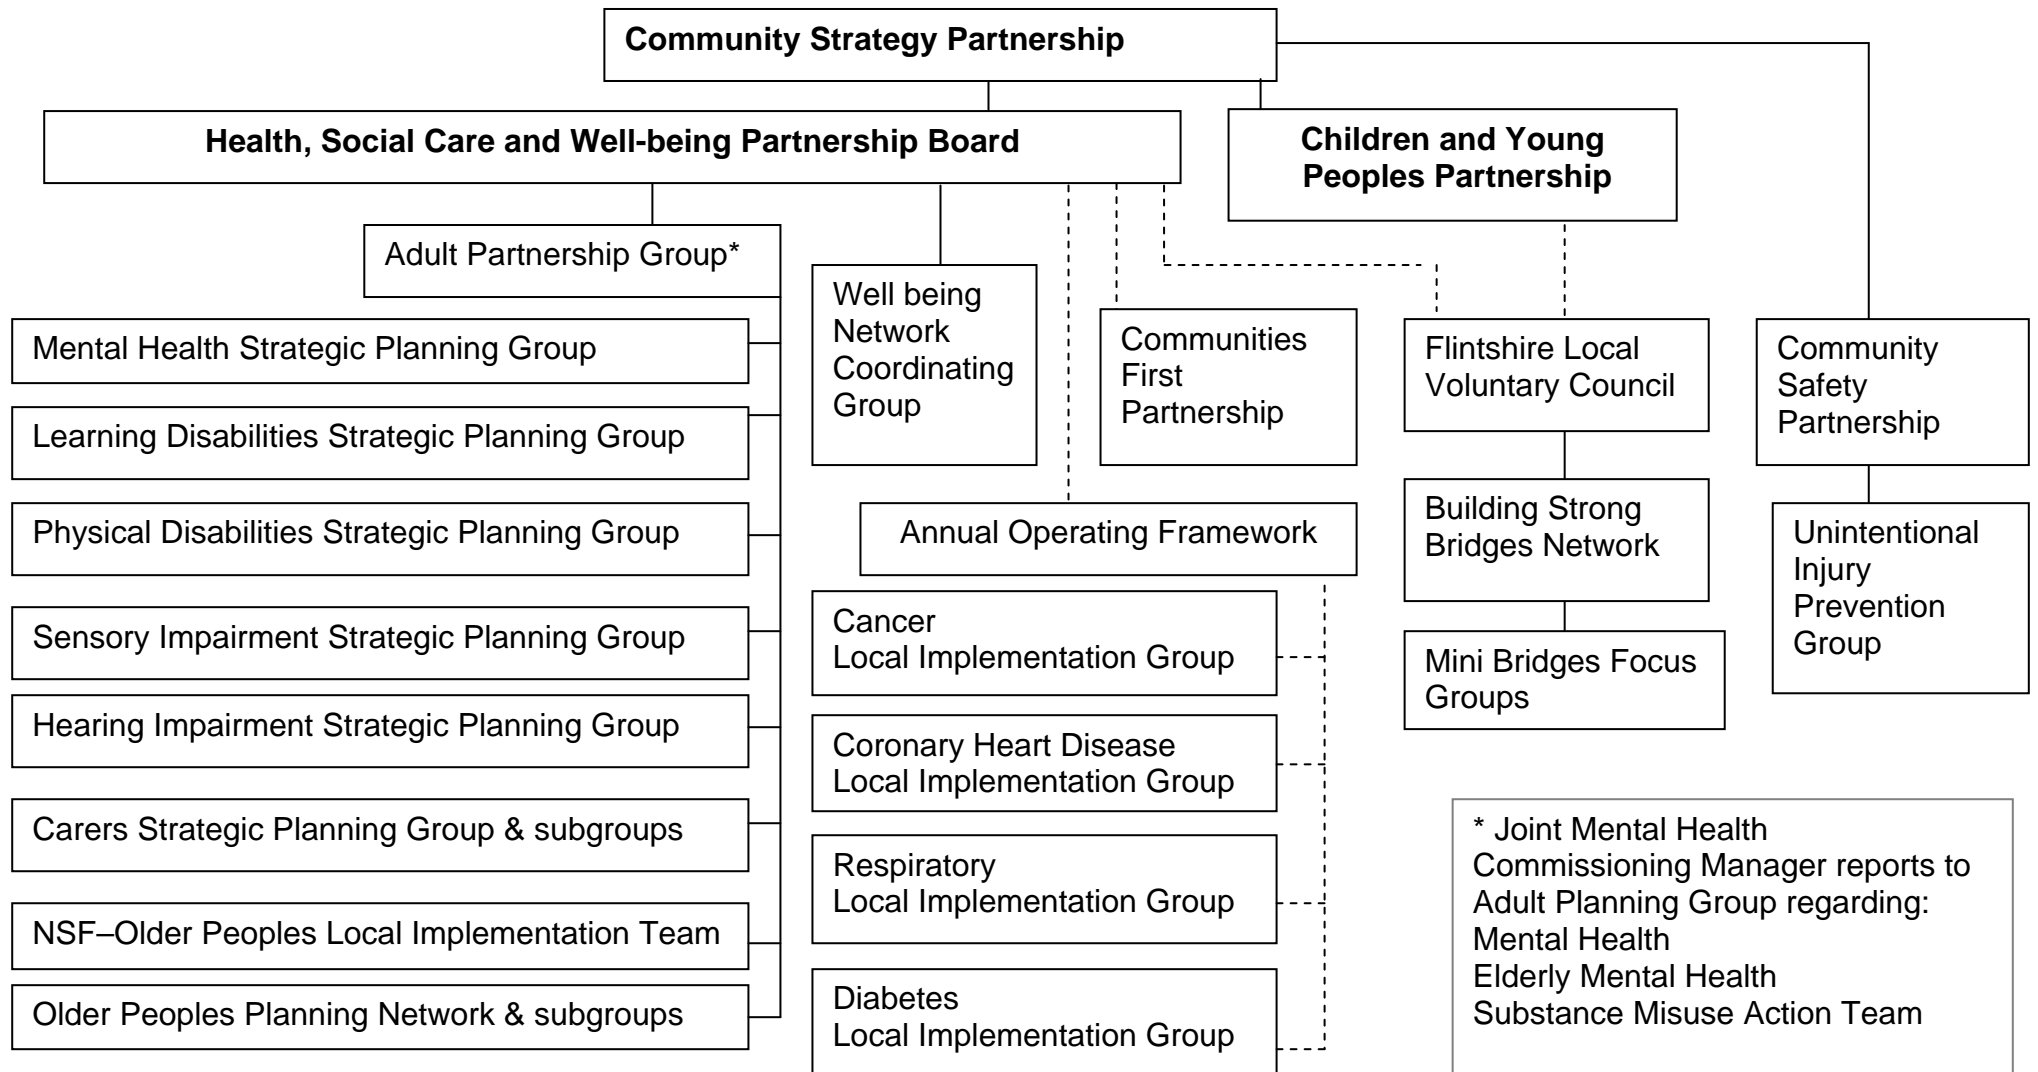 Community Strategy Partnership
Health, Social Care and Well-being Partnership Board
Children and Young
Peoples Partnership
Adult Partnership Group*
Mental Health Strategic Planning Group
Learning Disabilities Strategic Planning Group
Physical Disabilities Strategic Planning Group
Sensory Impairment Strategic Planning Group
Hearing Impairment Strategic Planning Group
Carers Strategic Planning Group & subgroups
NSF–Older Peoples Local Implementation Team
Older Peoples Planning Network & subgroups
Well being
Network
Coordinating
Group
Communities
First
Partnership
Annual Operating Framework
Cancer
Local Implementation Group
Coronary Heart Disease
Local Implementation Group
Respiratory
Local Implementation Group
Diabetes
Local Implementation Group
Flintshire Local
Voluntary Council
Building Strong
Bridges Network
Mini Bridges Focus
Groups
Community
Safety
Partnership
Unintentional
Injury
Prevention
Group
* Joint Mental Health
Commissioning Manager reports to
Adult Planning Group regarding:
Mental Health
Elderly Mental Health
Substance Misuse Action Team